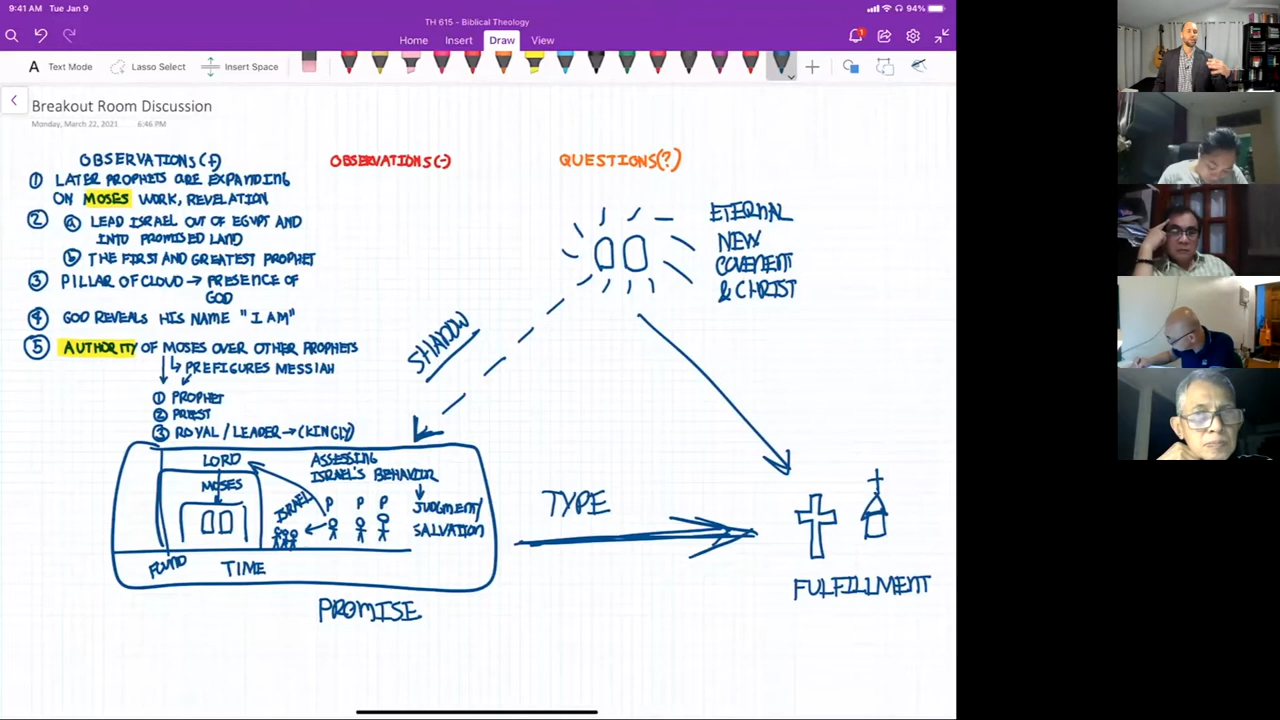 9:41 AM Tue Jan 9
94%
TH 615 - Biblical Theology
Home Insert Draw View
1
A Text Mode Lasso Select Insert Space
Breakout Room Discussion
Monday, March 22, 2021 6:46 PM
OBSERVATIONS (+)
① LATER PROPHETS ARE EXPANDING
ON MOSES WORK, REVELATION
② ⓐ LEAD ISRAEL OUT OF EGYPT AND
INTO PROMISED LAND
ⓑ THE FIRST AND GREATEST PROPHET
③ PILLAR OF CLOUD → PRESENCE OF
GOD
④ GOD REVEALS HIS NAME "I AM"
⑤ AUTHORITY OF MOSES OVER OTHER PROPHETS
↳ PREFIGURES MESSIAH
① PROPHET
② PRIEST
③ ROYAL / LEADER → (KINGLY)
OBSERVATIONS (-)
QUESTIONS (?)
ETERNAL
NEW
COVENENT
& CHRIST
SHADOW
LORD
MOSES
ISRAEL
P P P
ASSESSING
ISRAEL'S BEHAVIOR
JUDGMENT/
SALVATION
FOUND
TIME
PROMISE
TYPE
FULFILLMENT